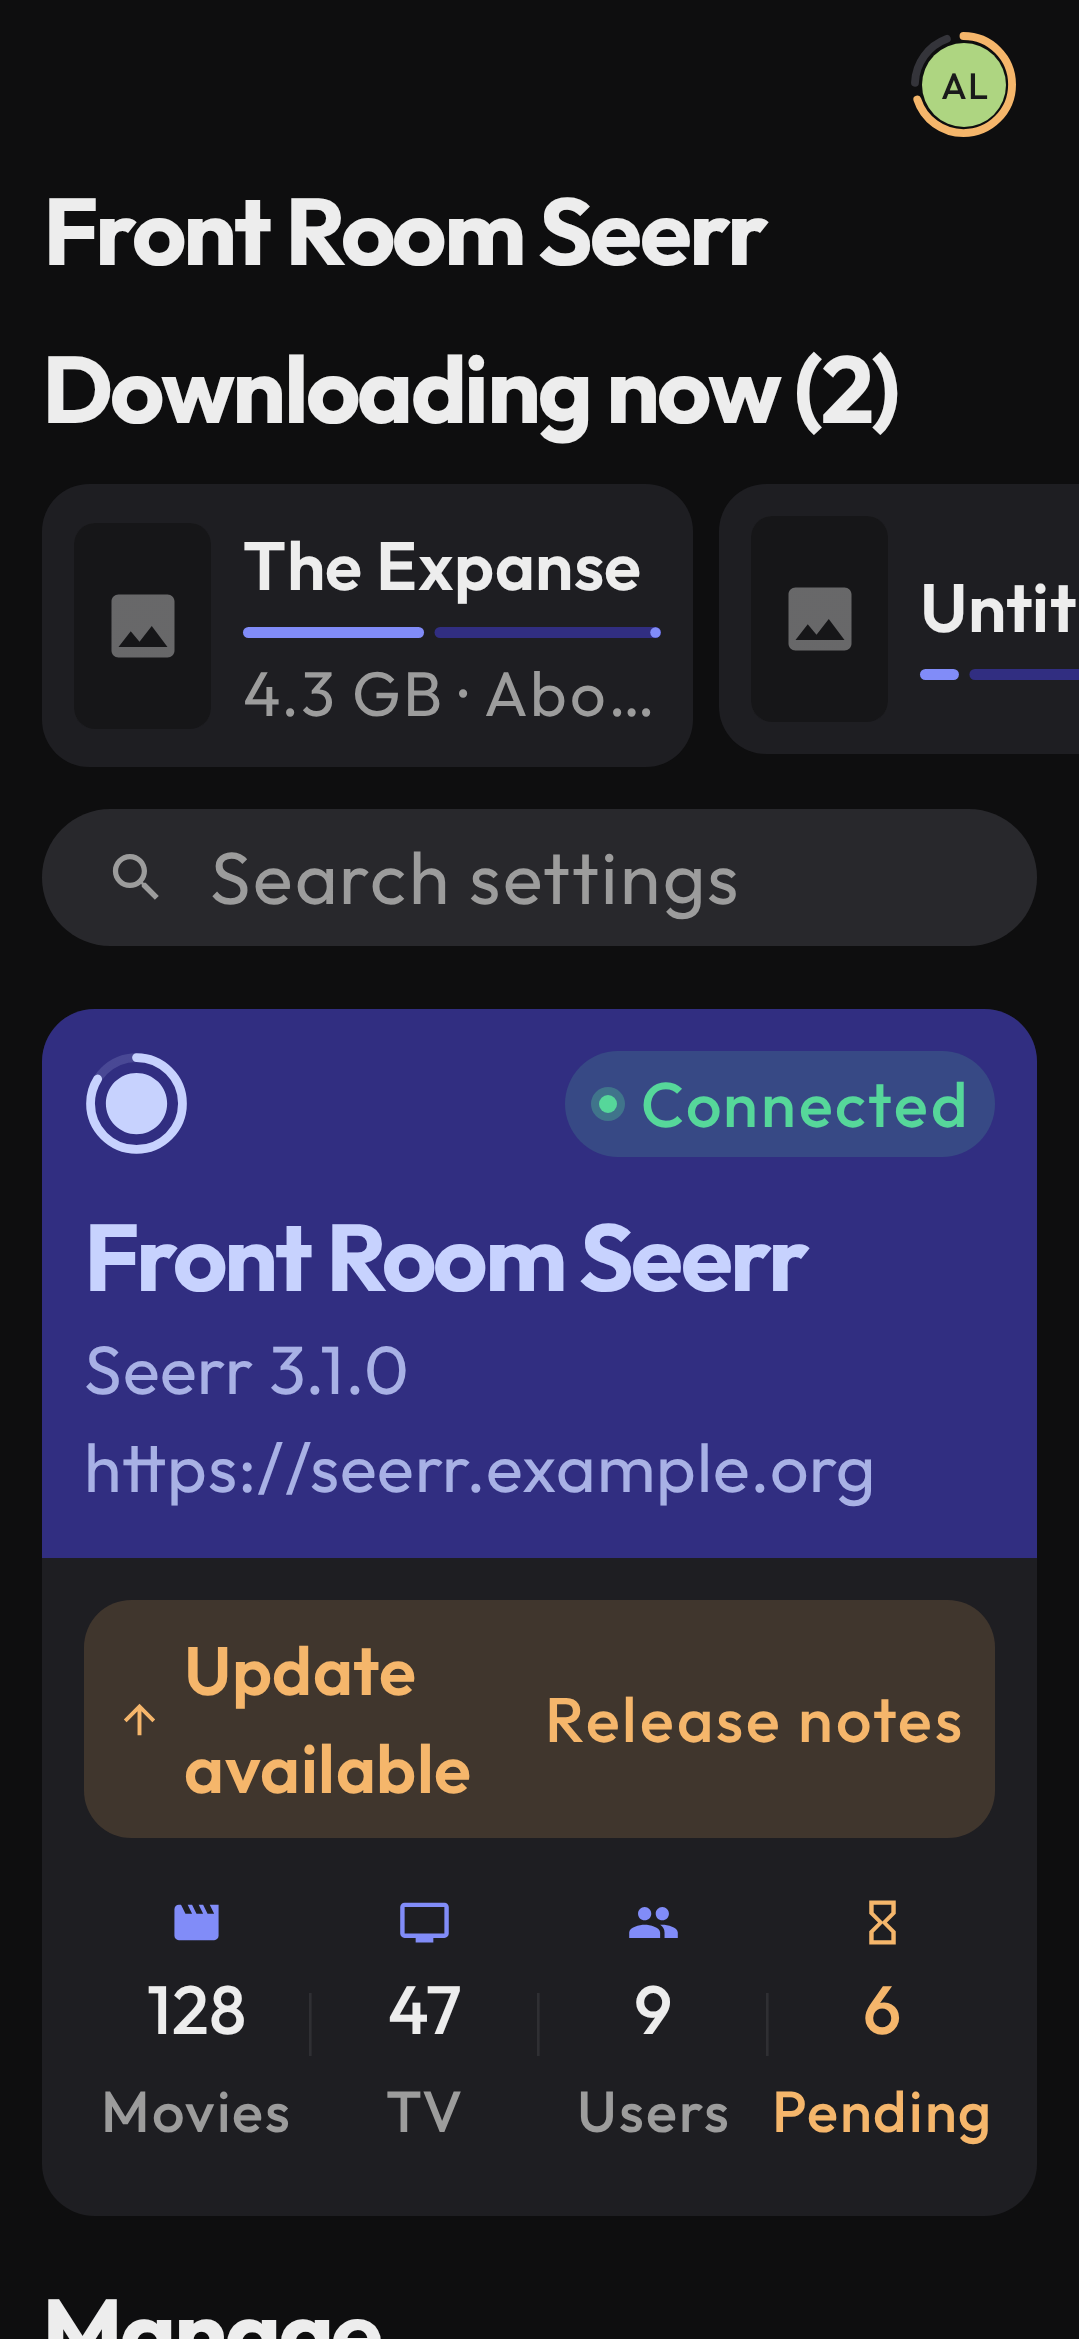 AL
Front Room Seerr
Downloading now (2)
The Expanse
4.3 GB · Abo...
Untit
Search settings
Connected
Front Room Seerr
Seerr 3.1.0
https://seerr.example.org
Update
available
Release notes
128
47
9
6
Movies
TV
Users
Pending
Manage